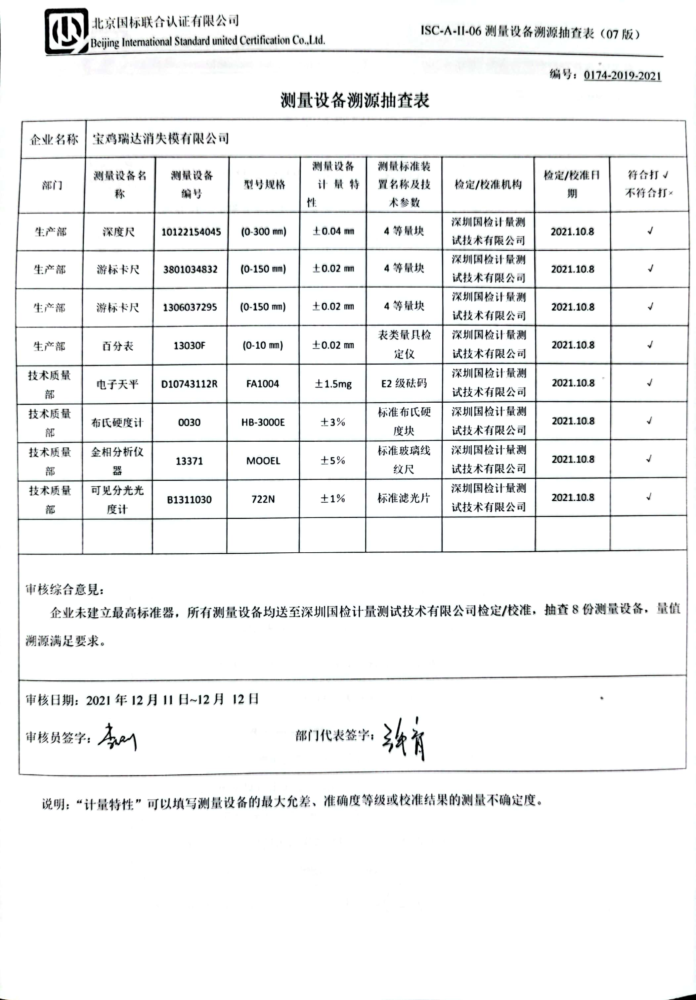 北京国标联合认证有限公司
Beijing International Standard united Certification Co.,Ltd.
ISC-A-II-06 测量设备溯源抽查表（07 版）
编号：0174-2019-2021
测量设备溯源抽查表
企业名称 宝鸡瑞达消失模有限公司
部门 测量设备名称 测量设备编号 型号规格 测量设备计量特性 测量标准装置名称及技术参数 检定/校准机构 检定/校准日期 符合打√不符合打×
生产部 深度尺 10122154045 (0-300 ㎜) ±0.04 ㎜ 4 等量块 深圳国检计量测试技术有限公司 2021.10.8 √
生产部 游标卡尺 3801034832 (0-150 ㎜) ±0.02 ㎜ 4 等量块 深圳国检计量测试技术有限公司 2021.10.8 √
生产部 游标卡尺 1306037295 (0-150 ㎜) ±0.02 ㎜ 4 等量块 深圳国检计量测试技术有限公司 2021.10.8 √
生产部 百分表 13030F (0-10 ㎜) ±0.02 ㎜ 表类量具检定仪 深圳国检计量测试技术有限公司 2021.10.8 √
技术质量部 电子天平 D10743112R FA1004 ±1.5mg E2 级砝码 深圳国检计量测试技术有限公司 2021.10.8 √
技术质量部 布氏硬度计 0030 HB-3000E ±3% 标准布氏硬度块 深圳国检计量测试技术有限公司 2021.10.8 √
技术质量部 金相分析仪器 13371 MOOEL ±5% 标准玻璃线纹尺 深圳国检计量测试技术有限公司 2021.10.8 √
技术质量部 可见分光光度计 B1311030 722N ±1% 标准滤光片 深圳国检计量测试技术有限公司 2021.10.8 √
审核综合意见：
企业未建立最高标准器，所有测量设备均送至深圳国检计量测试技术有限公司检定/校准，抽查 8 份测量设备，量值
溯源满足要求。
审核日期：2021 年 12 月 11 日~12 月 12 日
审核员签字： 部门代表签字：
说明：“计量特性”可以填写测量设备的最大允差、准确度等级或校准结果的测量不确定度。